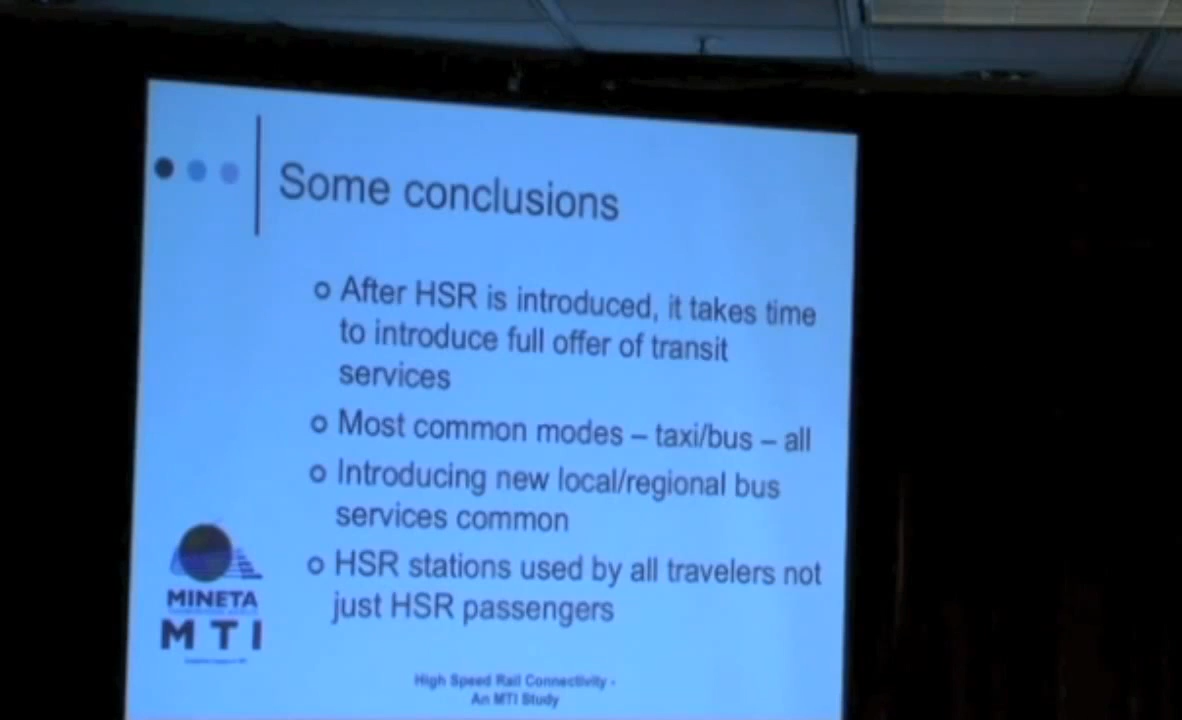 Some conclusions
o After HSR is introduced, it takes time
to introduce full offer of transit
services
o Most common modes – taxi/bus – all
o Introducing new local/regional bus
services common
o HSR stations used by all travelers not
just HSR passengers
MINETA
MTI
High Speed Rail Connectivity -
An MTI Study